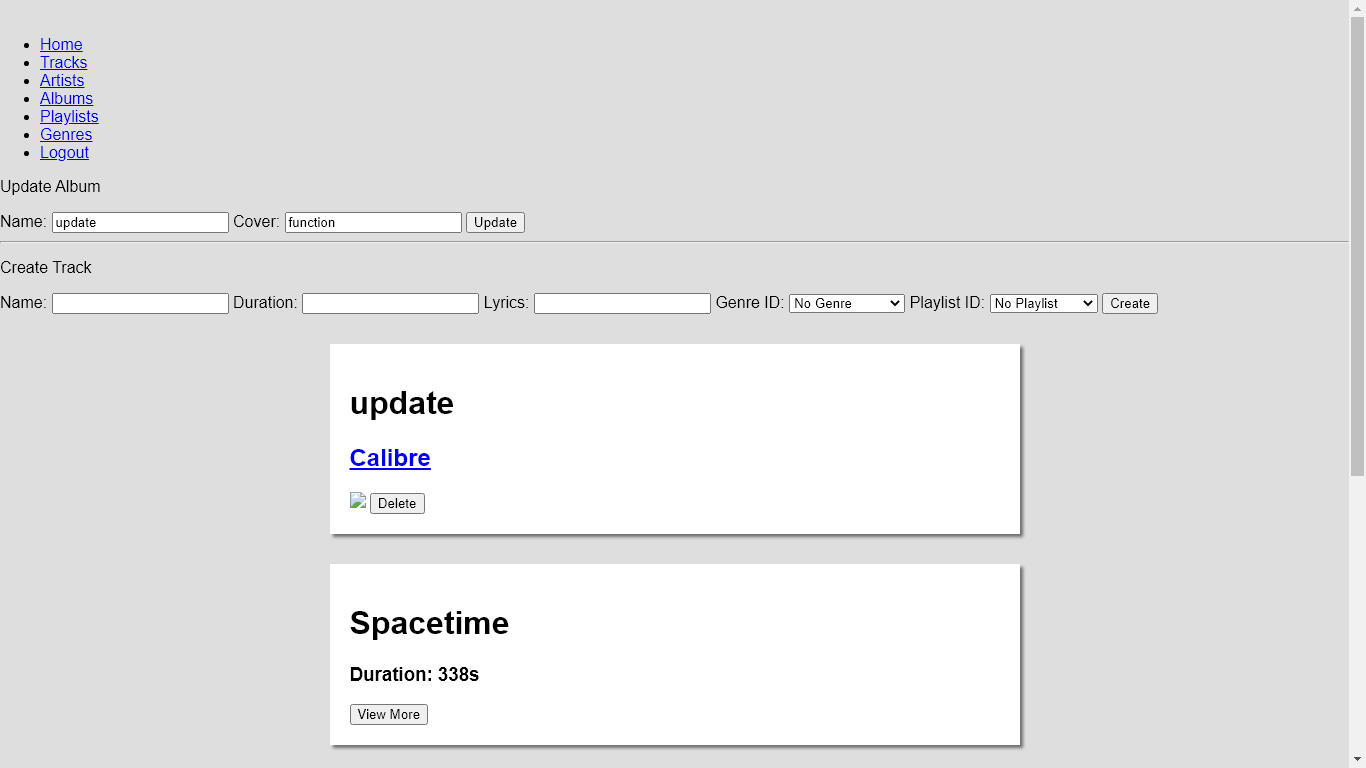 Home
Tracks
Artists
Albums
Playlists
Genres
Logout
Update Album
Name: update Cover: function Update
Create Track
Name: Duration: Lyrics: Genre ID: No Genre Playlist ID: No Playlist Create
update
Calibre
Delete
Spacetime
Duration: 338s
View More